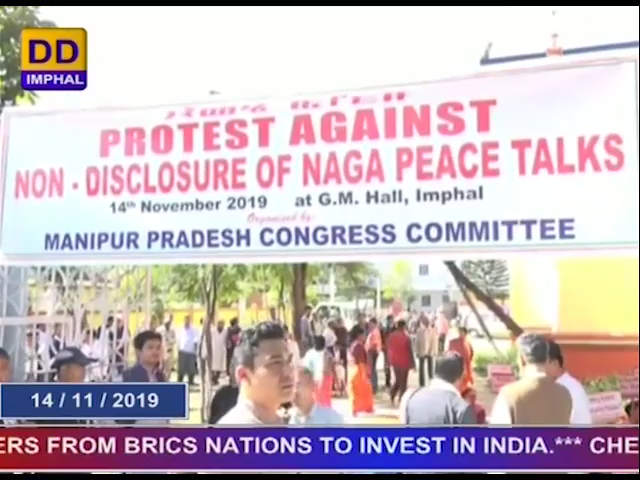 DD
IMPHAL
PROTEST AGAINST
NON - DISCLOSURE OF NAGA PEACE TALKS
14th November 2019 at G.M. Hall, Imphal
Organised by:
MANIPUR PRADESH CONGRESS COMMITTEE
14 / 11 / 2019
ERS FROM BRICS NATIONS TO INVEST IN INDIA.*** CHE